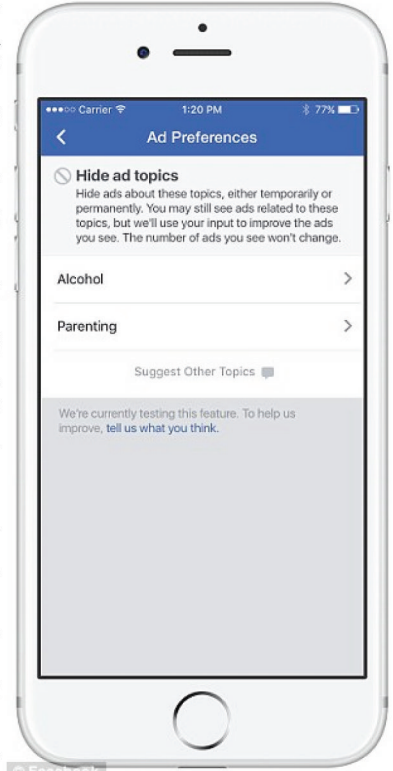 Carrier 1:20 PM 77%
Ad Preferences
Hide ad topics
Hide ads about these topics, either temporarily or
permanently. You may still see ads related to these
topics, but we'll use your input to improve the ads
you see. The number of ads you see won't change.
Alcohol
Parenting
Suggest Other Topics
We're currently testing this feature. To help us
improve, tell us what you think.